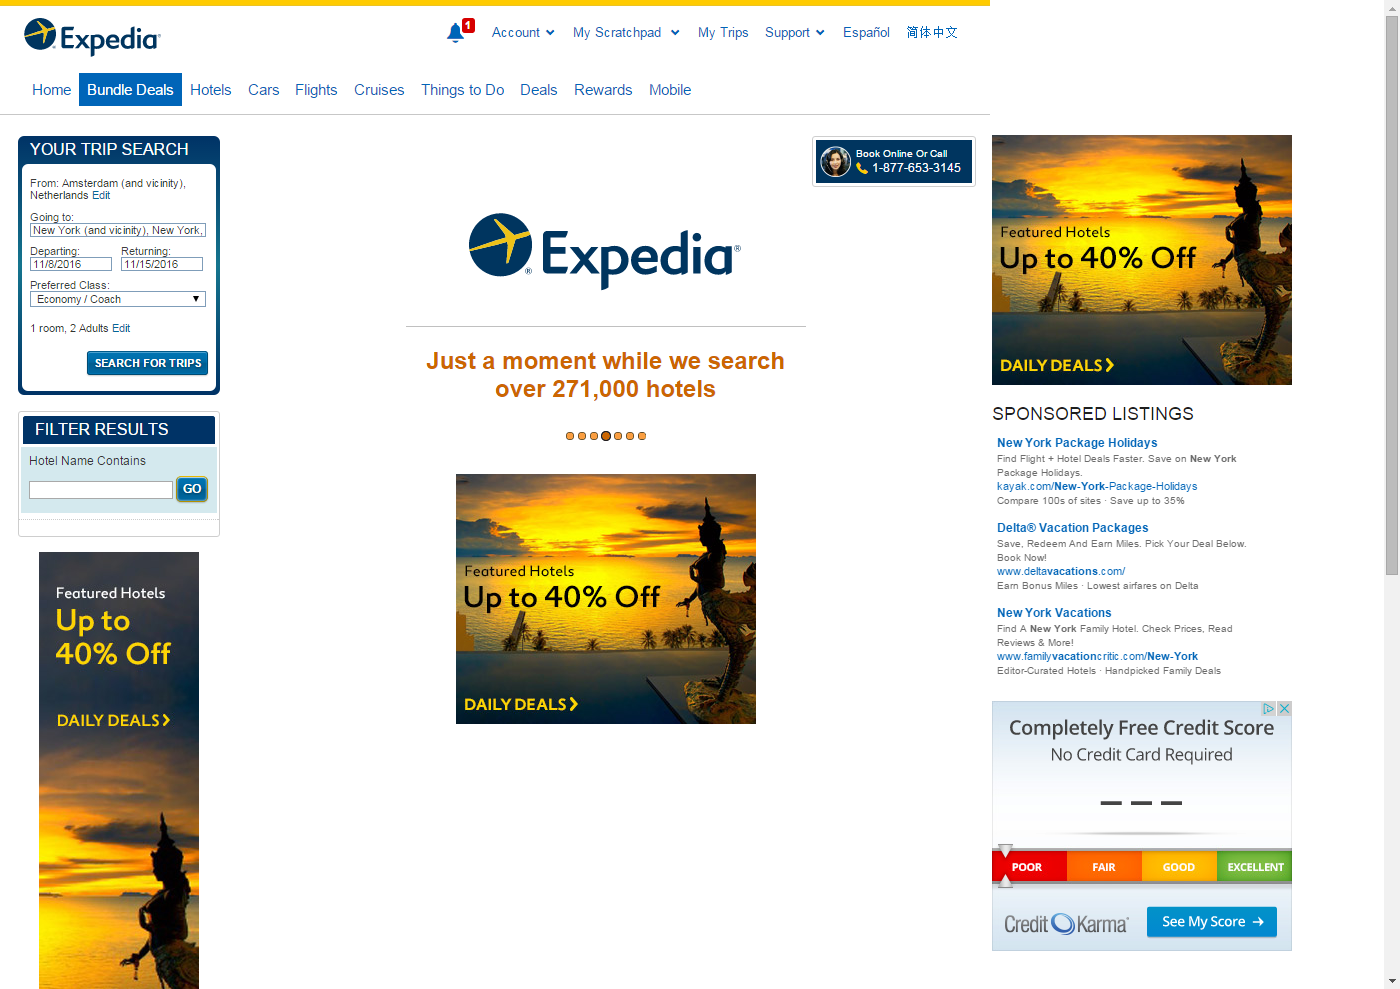 Expedia®
1
Account
My Scratchpad
My Trips
Support
Español
简体中文
Home
Bundle Deals
Hotels
Cars
Flights
Cruises
Things to Do
Deals
Rewards
Mobile
YOUR TRIP SEARCH
From: Amsterdam (and vicinity),
Netherlands Edit
Going to:
New York (and vicinity), New York,
Departing:
Returning:
11/8/2016
11/15/2016
Preferred Class:
Economy / Coach
1 room, 2 Adults Edit
SEARCH FOR TRIPS
FILTER RESULTS
Hotel Name Contains
GO
Featured Hotels
Up to
40% Off
DAILY DEALS
Book Online Or Call
1-877-653-3145
® Expedia®
Just a moment while we search
over 271,000 hotels
Featured Hotels
Up to 40% Off
DAILY DEALS
Featured Hotels
Up to 40% Off
DAILY DEALS
SPONSORED LISTINGS
New York Package Holidays
Find Flight + Hotel Deals Faster. Save on New York
Package Holidays.
kayak.com/New-York-Package-Holidays
Compare 100s of sites · Save up to 35%
Delta® Vacation Packages
Save, Redeem And Earn Miles. Pick Your Deal Below.
Book Now!
www.deltavacations.com/
Earn Bonus Miles · Lowest airfares on Delta
New York Vacations
Find A New York Family Hotel. Check Prices, Read
Reviews & More!
www.familyvacationcritic.com/New-York
Editor-Curated Hotels · Handpicked Family Deals
Completely Free Credit Score
No Credit Card Required
POOR
FAIR
GOOD
EXCELLENT
Credit Karma
See My Score